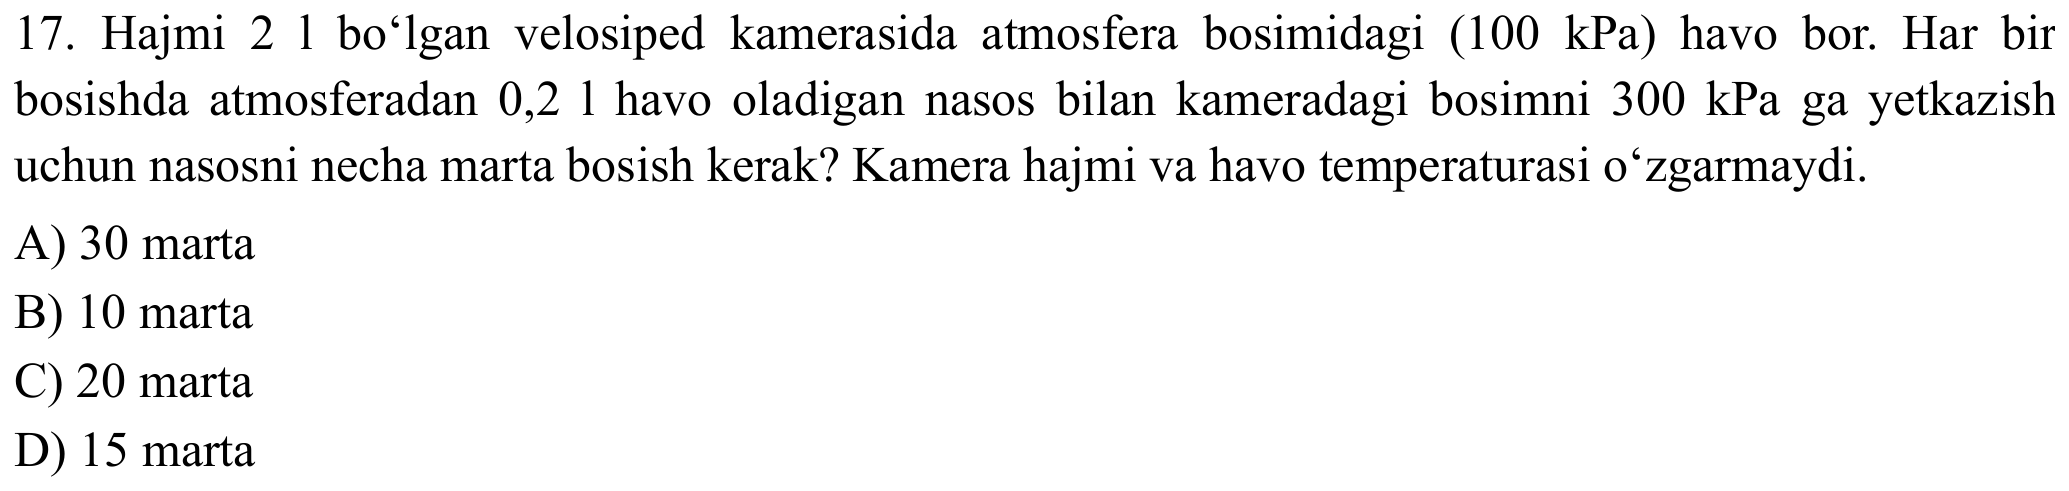 17. Hajmi 2 l bo‘lgan velosiped kamerasida atmosfera bosimidagi (100 kPa) havo bor. Har bir
bosishda atmosferadan 0,2 l havo oladigan nasos bilan kameradagi bosimni 300 kPa ga yetkazish
uchun nasosni necha marta bosish kerak? Kamera hajmi va havo temperaturasi o‘zgarmaydi.
A) 30 marta
B) 10 marta
C) 20 marta
D) 15 marta